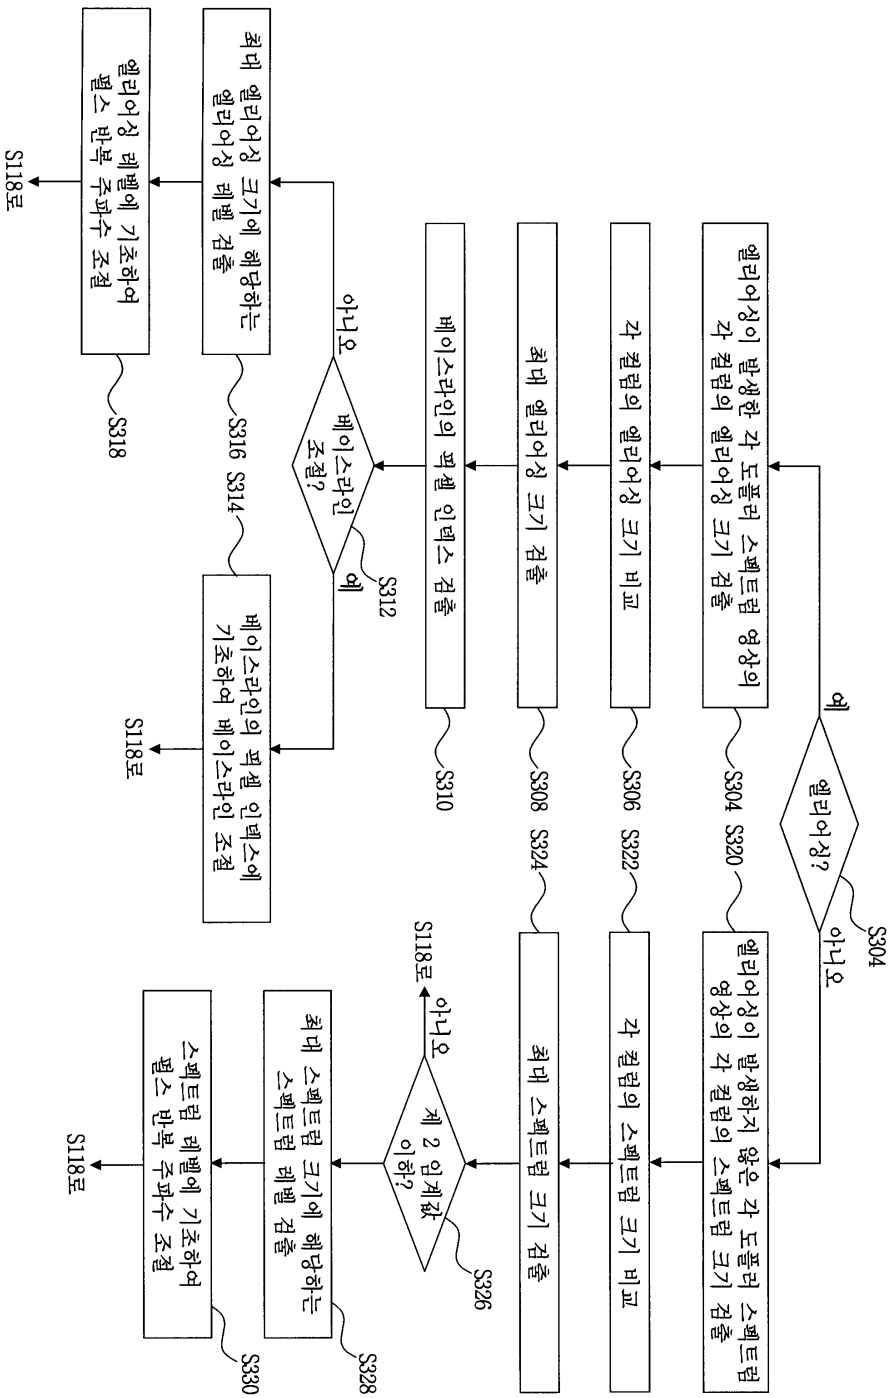 엘리어싱?
S304
예
아니오
엘리어싱이 발생한 각 도플러 스펙트럼 영상의
각 컬럼의 엘리어싱 크기 검출
S304
각 컬럼의 엘리어싱 크기 비교
S306
최대 엘리어싱 크기 검출
S308
베이스라인의 픽셀 인덱스 검출
S310
베이스라인
조절?
S312
아니오
예
최대 엘리어싱 크기에 해당하는
엘리어싱 레벨 검출
S316
엘리어싱 레벨에 기초하여
펄스 반복 주파수 조절
S318
S118로
S314
베이스라인의 픽셀 인덱스에
기초하여 베이스라인 조절
S118로
S320
엘리어싱이 발생하지 않은 각 도플러 스펙트럼
영상의 각 컬럼의 스펙트럼 크기 검출
S322
각 컬럼의 스펙트럼 크기 비교
S324
최대 스펙트럼 크기 검출
제 2 임계값
이하?
S326
아니오
S118로
최대 스펙트럼 크기에 해당하는
스펙트럼 레벨 검출
S328
스펙트럼 레벨에 기초하여
펄스 반복 주파수 조절
S330
S118로